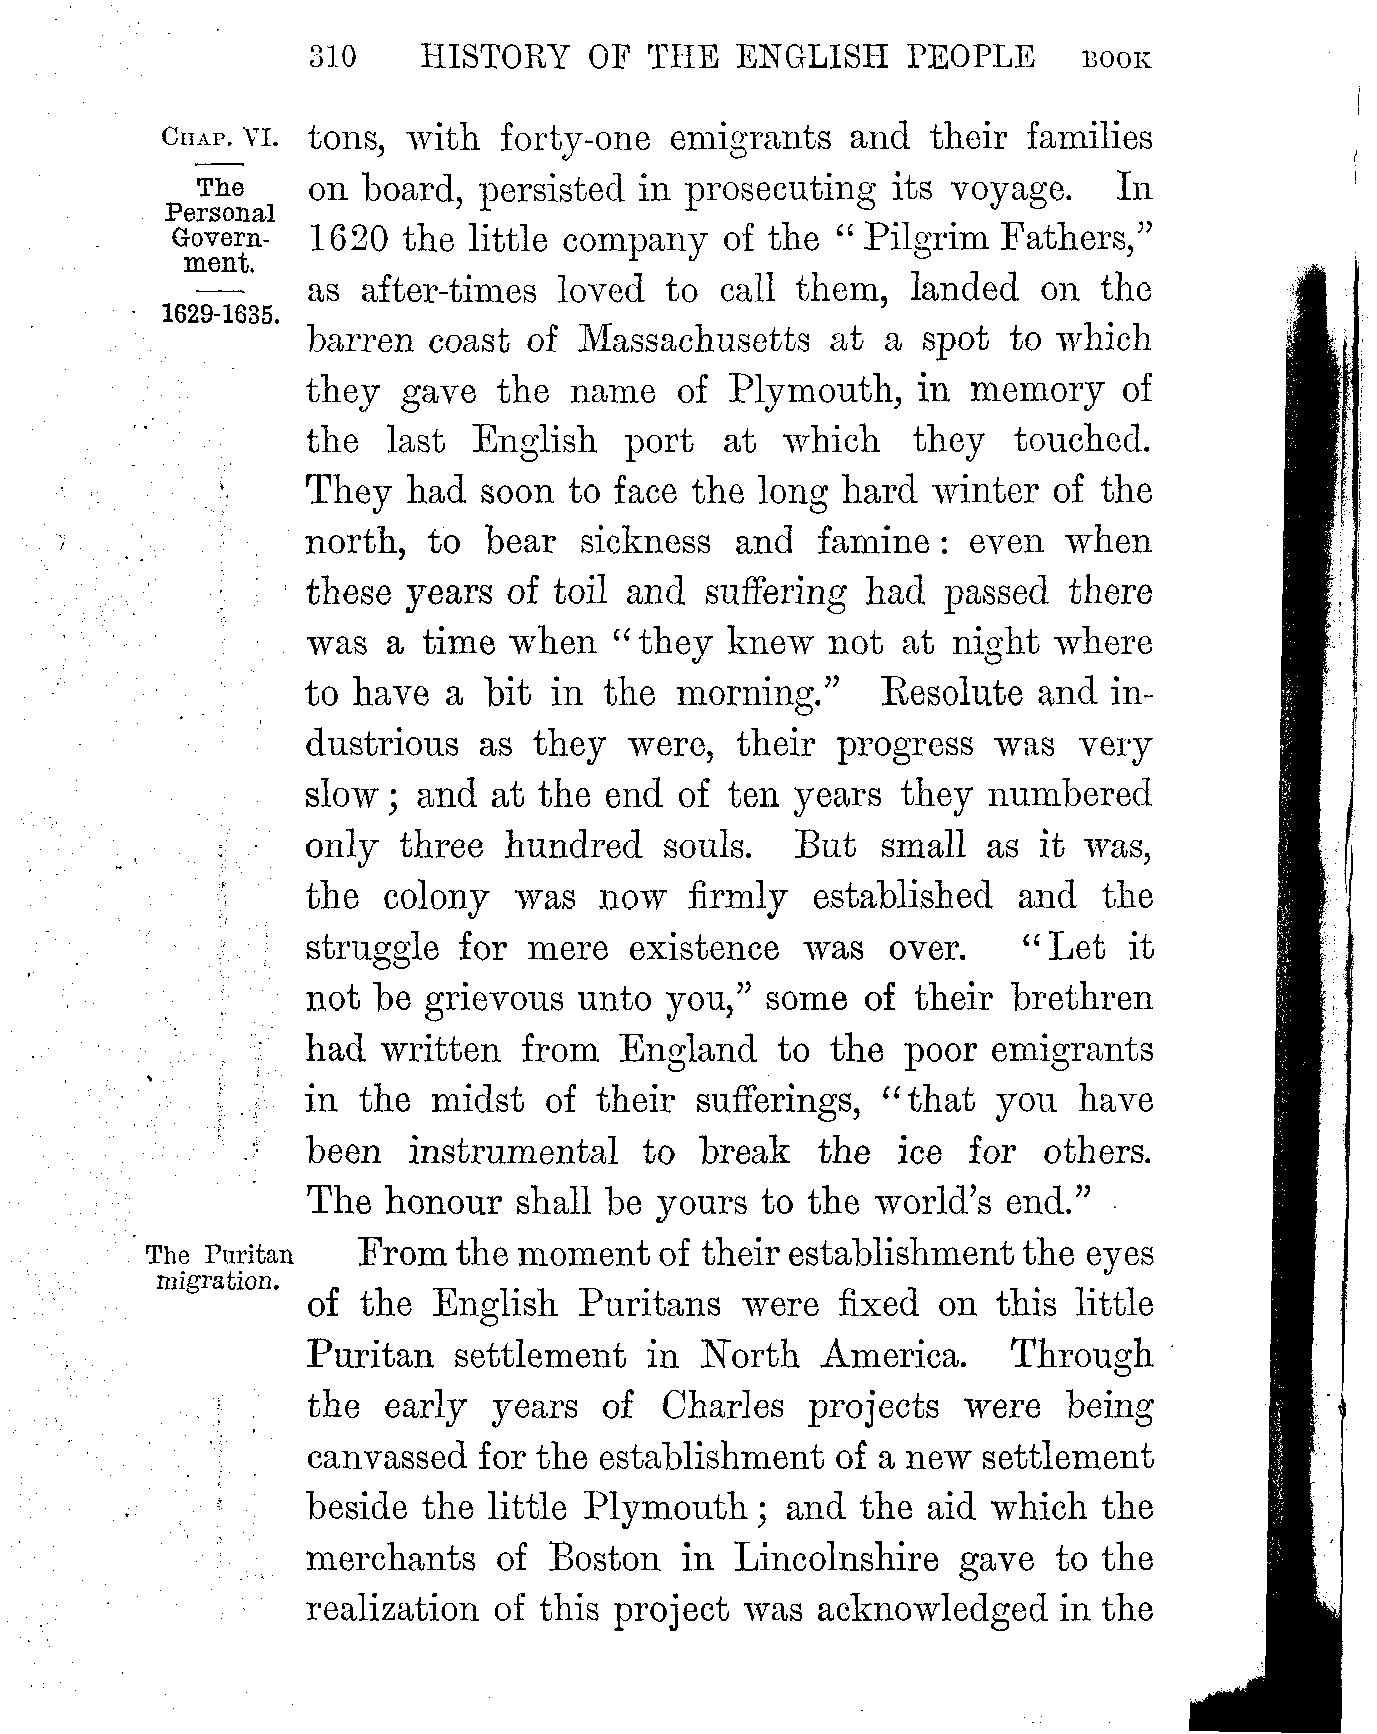 310 HISTORY OF THE ENGLISH PEOPLE BOOK
CHAP. VI.
The
Personal
Govern-
ment.
1629-1635.
tons, with forty-one emigrants and their families
on board, persisted in prosecuting its voyage. In
1620 the little company of the “ Pilgrim Fathers,”
as after-times loved to call them, landed on the
barren coast of Massachusetts at a spot to which
they gave the name of Plymouth, in memory of
the last English port at which they touched.
They had soon to face the long hard winter of the
north, to bear sickness and famine : even when
these years of toil and suffering had passed there
was a time when “they knew not at night where
to have a bit in the morning.” Resolute and in-
dustrious as they were, their progress was very
slow ; and at the end of ten years they numbered
only three hundred souls. But small as it was,
the colony was now firmly established and the
struggle for mere existence was over. “Let it
not be grievous unto you,” some of their brethren
had written from England to the poor emigrants
in the midst of their sufferings, “that you have
been instrumental to break the ice for others.
The honour shall be yours to the world’s end.”
The Puritan
migration.
From the moment of their establishment the eyes
of the English Puritans were fixed on this little
Puritan settlement in North America. Through
the early years of Charles projects were being
canvassed for the establishment of a new settlement
beside the little Plymouth ; and the aid which the
merchants of Boston in Lincolnshire gave to the
realization of this project was acknowledged in the